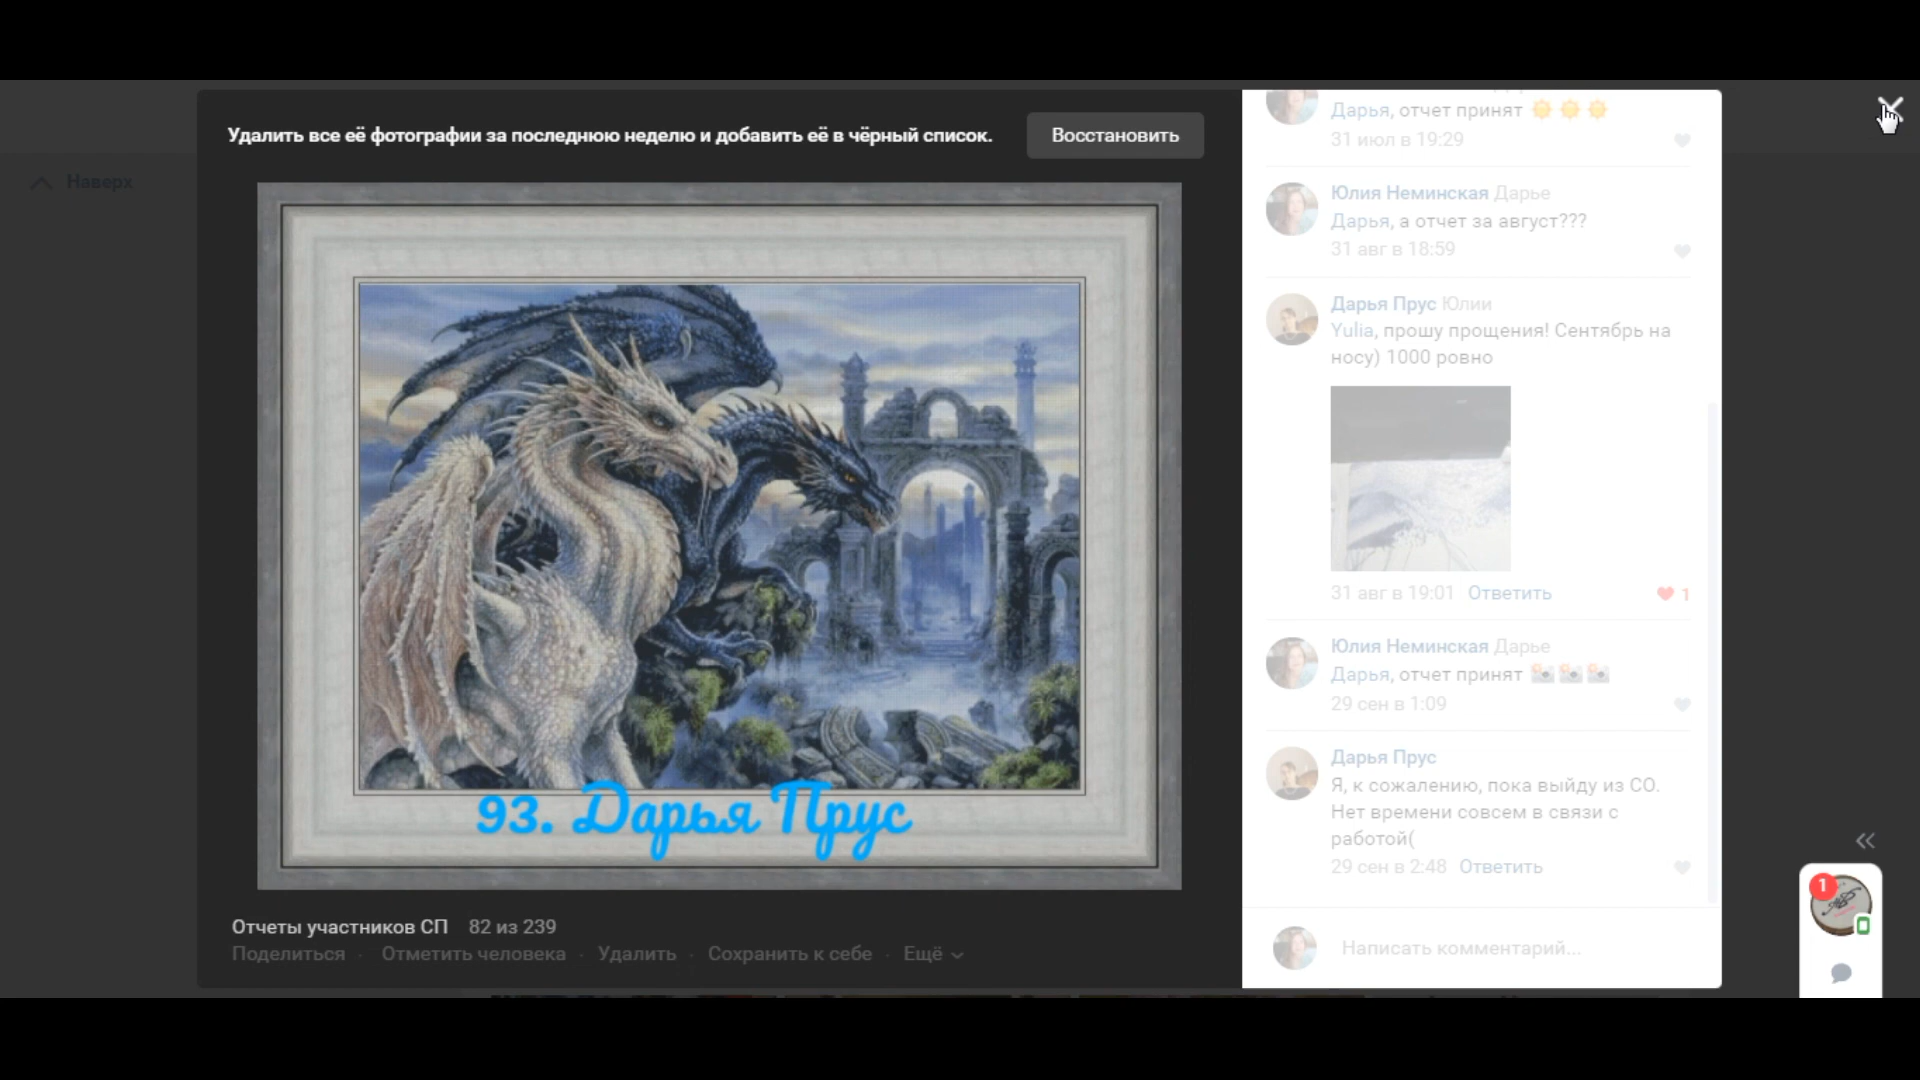 Удалить все её фотографии за последнюю неделю и добавить её в чёрный список.
Восстановить
Наверх
93. Дарья Прус
Отчеты участников СП 82 из 239
Поделиться · Отметить человека · Удалить · Сохранить к себе · Ещё
Дарья, отчет принят
31 июл в 19:29
Юлия Неминская Дарье
Дарья, а отчет за август???
31 авг в 18:59
Дарья Прус Юлии
Yulia, прошу прощения! Сентябрь на
носу) 1000 ровно
31 авг в 19:01 Ответить
1
Юлия Неминская Дарье
Дарья, отчет принят
29 сен в 1:09
Дарья Прус
Я, к сожалению, пока выйду из СО.
Нет времени совсем в связи с
работой(
29 сен в 2:48 Ответить
Написать комментарий...
1